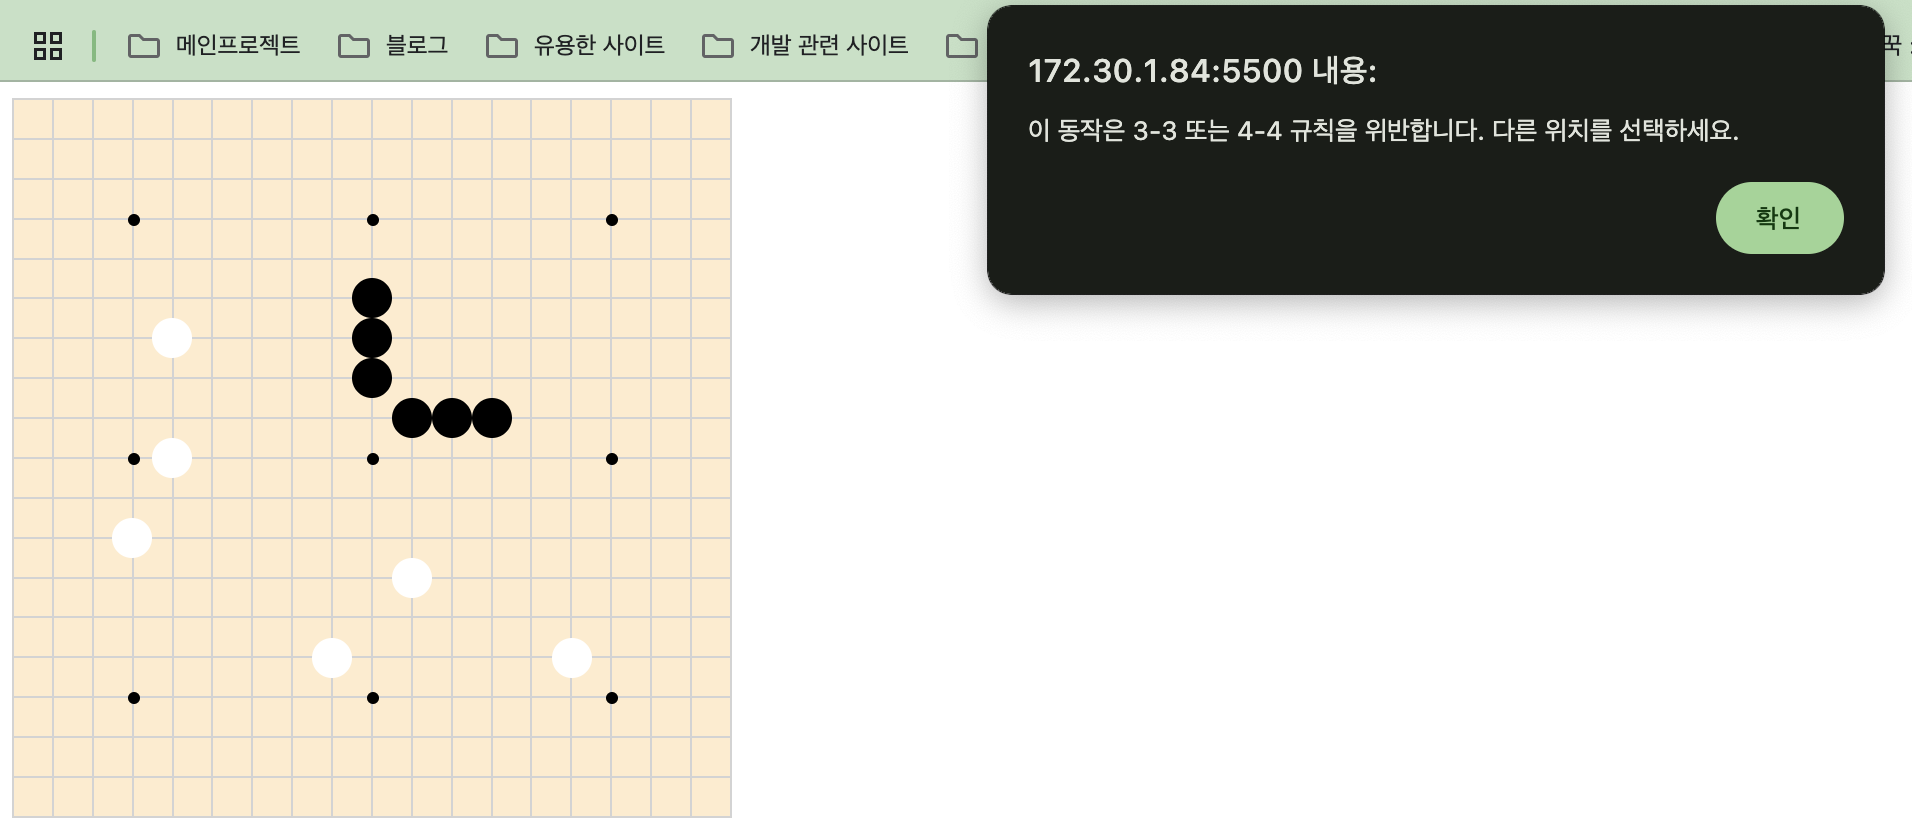 메인프로젝트
블로그
유용한 사이트
개발 관련 사이트
꾹
172.30.1.84:5500 내용:
이 동작은 3-3 또는 4-4 규칙을 위반합니다. 다른 위치를 선택하세요.
확인